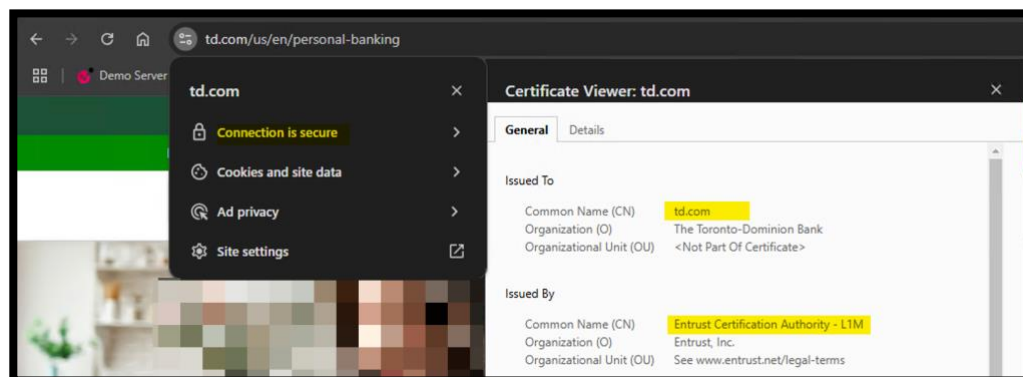 td.com/us/en/personal-banking
Demo Server
td.com
Connection is secure
Cookies and site data
Ad privacy
Site settings
Certificate Viewer: td.com
General Details
Issued To
Common Name (CN) td.com
Organization (O) The Toronto-Dominion Bank
Organizational Unit (OU) <Not Part Of Certificate>
Issued By
Common Name (CN) Entrust Certification Authority - L1M
Organization (O) Entrust, Inc.
Organizational Unit (OU) See www.entrust.net/legal-terms